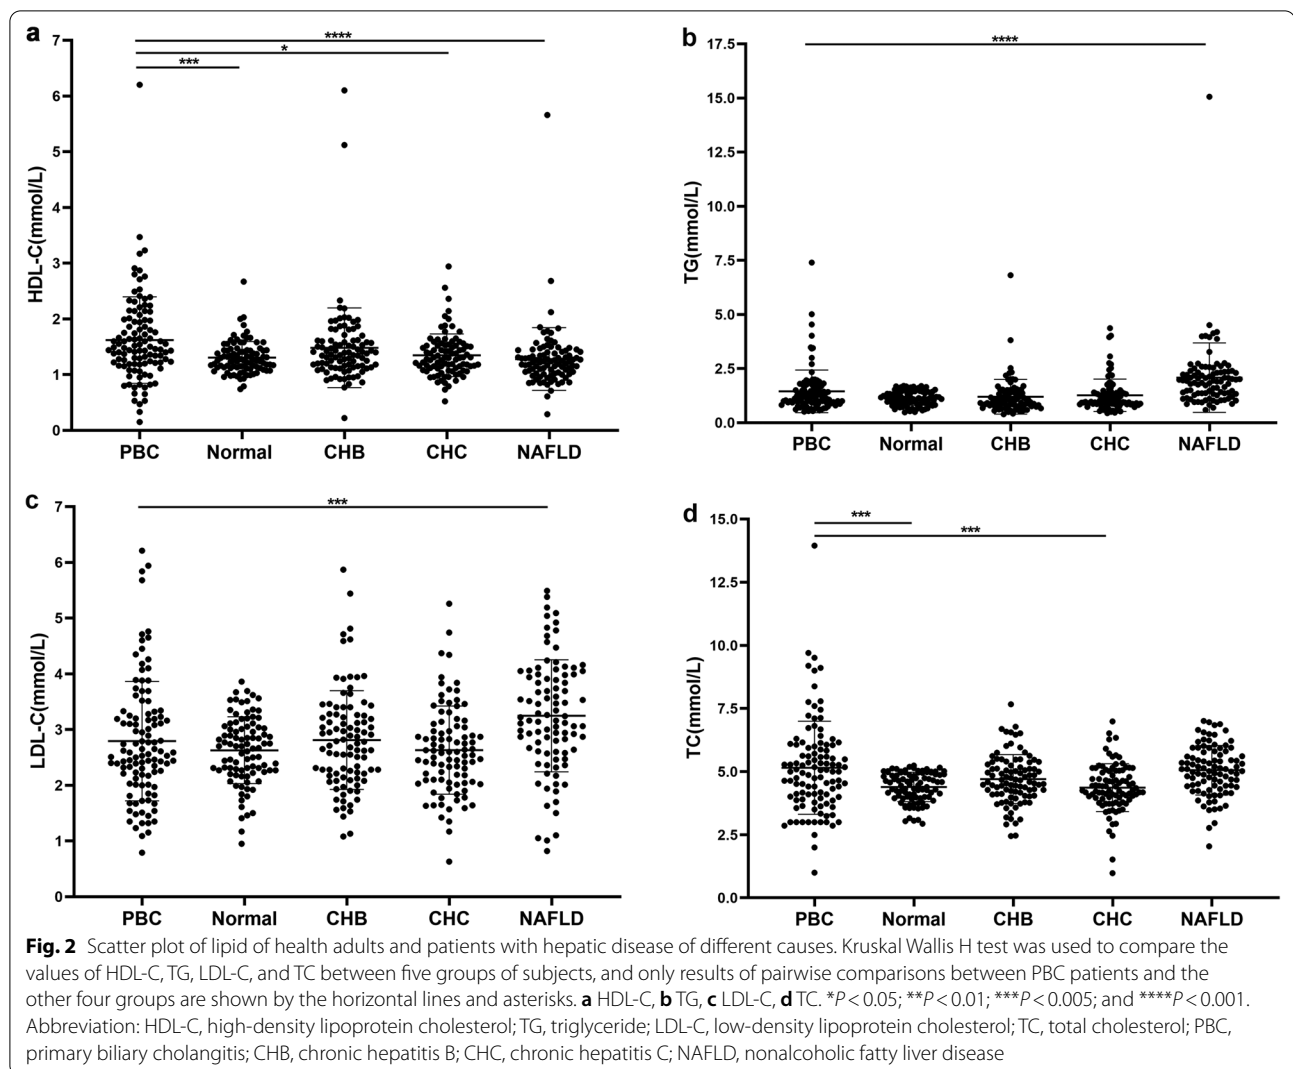 a
****
*
***
7
6
5
4
3
2
1
0
HDL-C(mmol/L)
PBC Normal CHB CHC NAFLD
b
****
17.5
15.0
12.5
10.0
7.5
5.0
2.5
0.0
TG(mmol/L)
PBC Normal CHB CHC NAFLD
c
***
7
6
5
4
3
2
1
0
LDL-C(mmol/L)
PBC Normal CHB CHC NAFLD
d
***
***
15.0
12.5
10.0
7.5
5.0
2.5
0.0
TC(mmol/L)
PBC Normal CHB CHC NAFLD
Fig. 2 Scatter plot of lipid of health adults and patients with hepatic disease of different causes. Kruskal Wallis H test was used to compare the
values of HDL-C, TG, LDL-C, and TC between five groups of subjects, and only results of pairwise comparisons between PBC patients and the
other four groups are shown by the horizontal lines and asterisks. a HDL-C, b TG, c LDL-C, d TC. *P < 0.05; **P < 0.01; ***P < 0.005; and ****P < 0.001.
Abbreviation: HDL-C, high-density lipoprotein cholesterol; TG, triglyceride; LDL-C, low-density lipoprotein cholesterol; TC, total cholesterol; PBC,
primary biliary cholangitis; CHB, chronic hepatitis B; CHC, chronic hepatitis C; NAFLD, nonalcoholic fatty liver disease